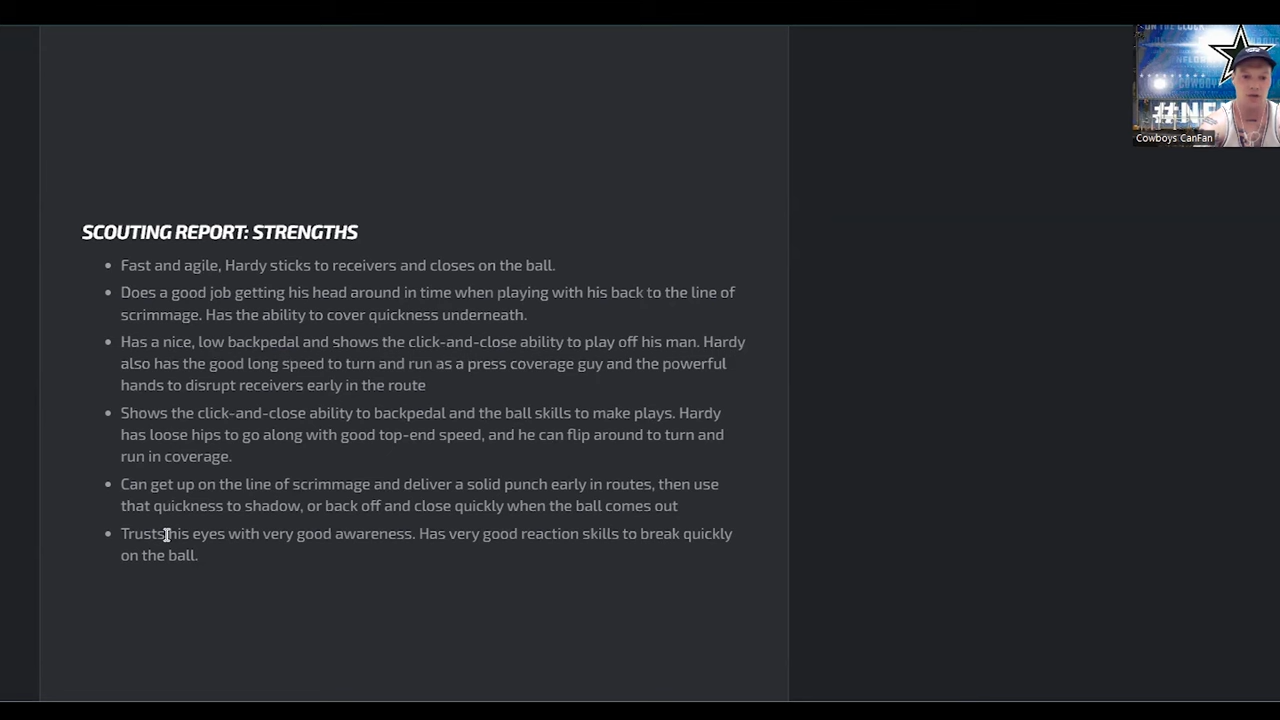 SCOUTING REPORT: STRENGTHS
Fast and agile, Hardy sticks to receivers and closes on the ball.
Does a good job getting his head around in time when playing with his back to the line of
scrimmage. Has the ability to cover quickness underneath.
Has a nice, low backpedal and shows the click-and-close ability to play off his man. Hardy
also has the good long speed to turn and run as a press coverage guy and the powerful
hands to disrupt receivers early in the route
Shows the click-and-close ability to backpedal and the ball skills to make plays. Hardy
has loose hips to go along with good top-end speed, and he can flip around to turn and
run in coverage.
Can get up on the line of scrimmage and deliver a solid punch early in routes, then use
that quickness to shadow, or back off and close quickly when the ball comes out
Trusts his eyes with very good awareness. Has very good reaction skills to break quickly
on the ball.
ON THE CLOCK
COWBOYS
#NF
Cowboys CanFan